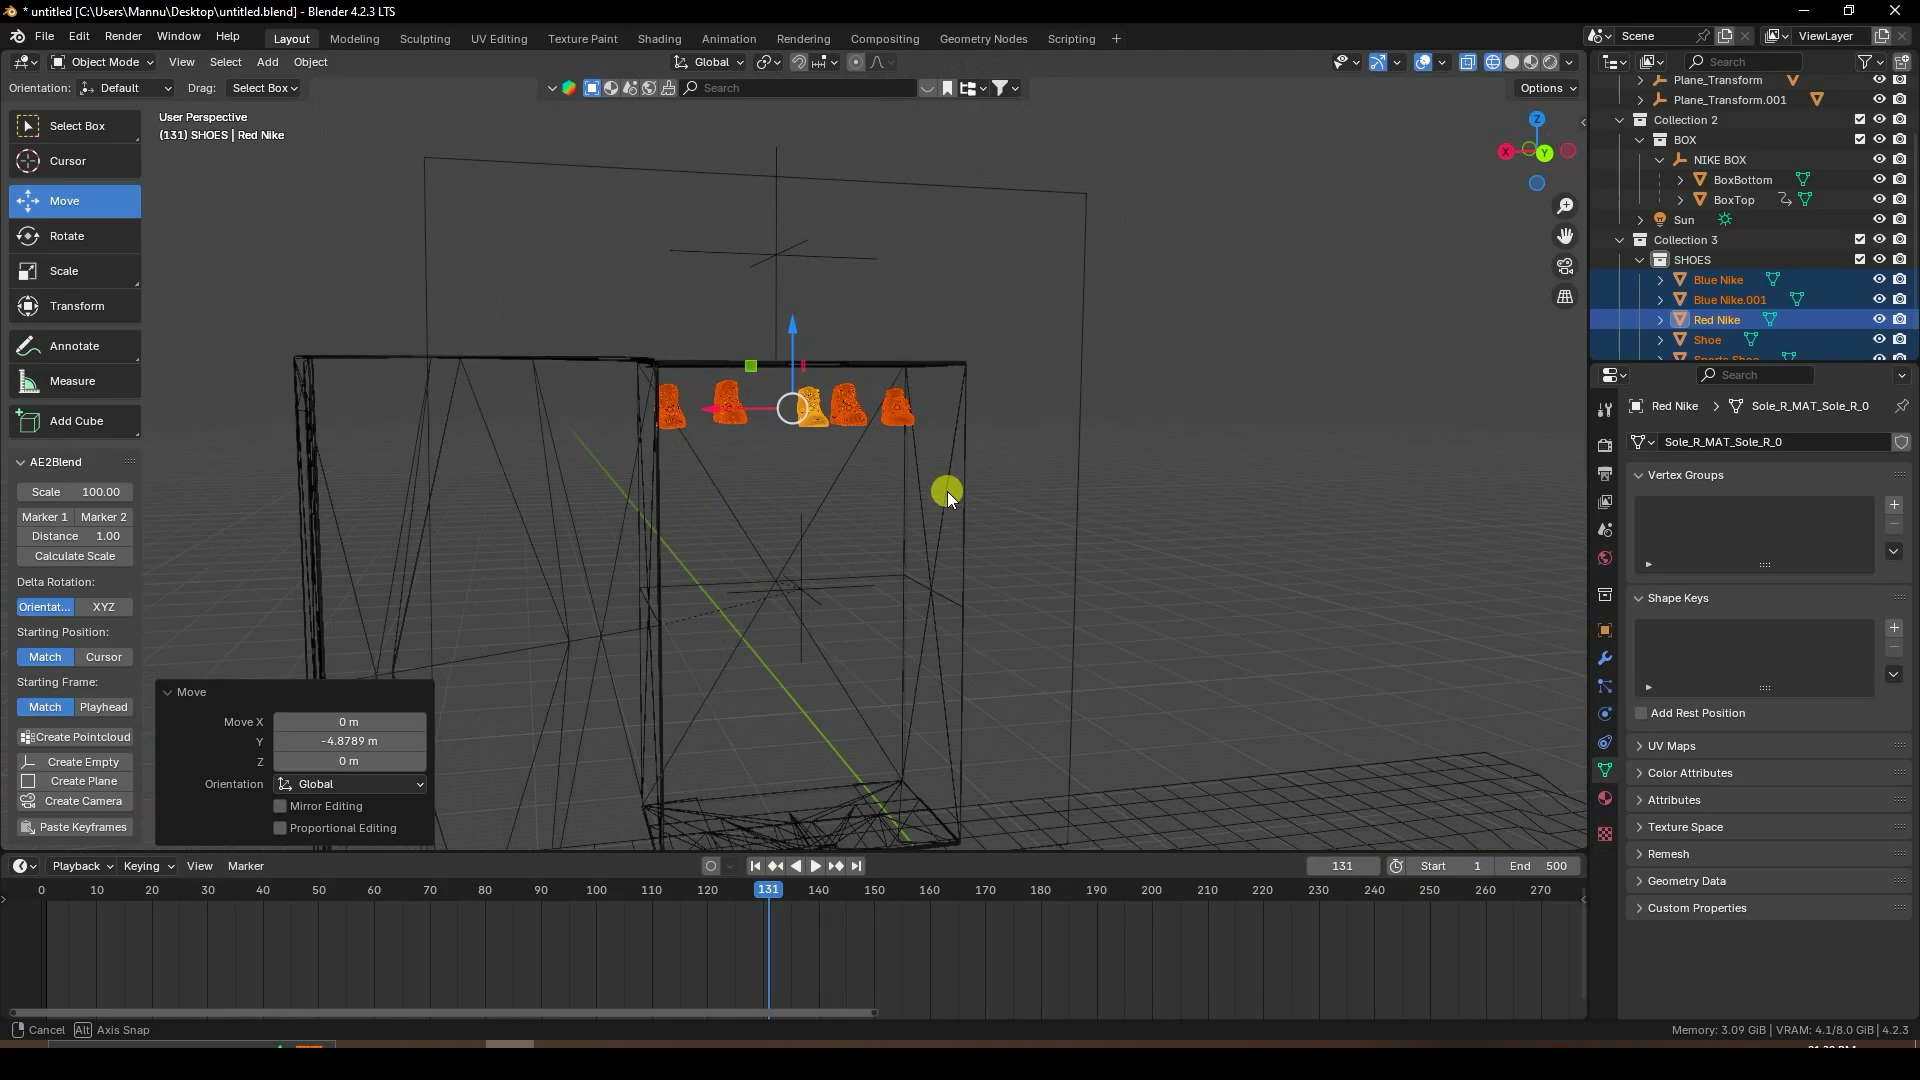 * untitled [C:\Users\Mannu\Desktop\untitled.blend] - Blender 4.2.3 LTS
File Edit Render Window Help
Layout Modeling Sculpting UV Editing Texture Paint Shading Animation Rendering Compositing Geometry Nodes Scripting +
Scene
ViewLayer
Object Mode View Select Add Object
Global
Search
Orientation: Default Drag: Select Box
Search
Options
User Perspective
(131) SHOES | Red Nike
Select Box
Cursor
Move
Rotate
Scale
Transform
Annotate
Measure
Add Cube
AE2Blend
Scale 100.00
Marker 1 Marker 2
Distance 1.00
Calculate Scale
Delta Rotation:
Orientat... XYZ
Starting Position:
Match Cursor
Starting Frame:
Match Playhead
Create Pointcloud
Create Empty
Create Plane
Create Camera
Paste Keyframes
Z
X
Y
Move
Move X 0 m
Y -4.8789 m
Z 0 m
Orientation Global
Mirror Editing
Proportional Editing
Plane_Transform
Plane_Transform.001
Collection 2
BOX
NIKE BOX
BoxBottom
BoxTop
Sun
Collection 3
SHOES
Blue Nike
Blue Nike.001
Red Nike
Shoe
Sports Shoe
Search
Red Nike > Sole_R_MAT_Sole_R_0
Sole_R_MAT_Sole_R_0
Vertex Groups
Shape Keys
Add Rest Position
UV Maps
Color Attributes
Attributes
Texture Space
Remesh
Geometry Data
Custom Properties
Playback Keying View Marker
131 Start 1 End 500
0 10 20 30 40 50 60 70 80 90 100 110 120 131 140 150 160 170 180 190 200 210 220 230 240 250 260 270
Cancel Alt Axis Snap
Memory: 3.09 GiB | VRAM: 4.1/8.0 GiB | 4.2.3